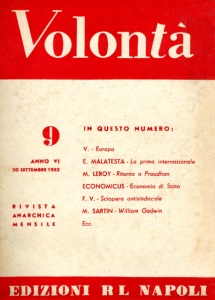 Volontà
9
ANNO VI
30 SETTEMBRE 1952
RIVISTA
ANARCHICA
MENSILE
IN QUESTO NUMERO:
V. - Europa
E. MALATESTA - La prima internazionale
M. LEROY - Ritorno a Proudhon
ECONOMICUS - Economia di Stato
F. V. - Sciopero antisindacale
M. SARTIN - William Godwin
Ecc.
EDIZIONI RL NAPOLI